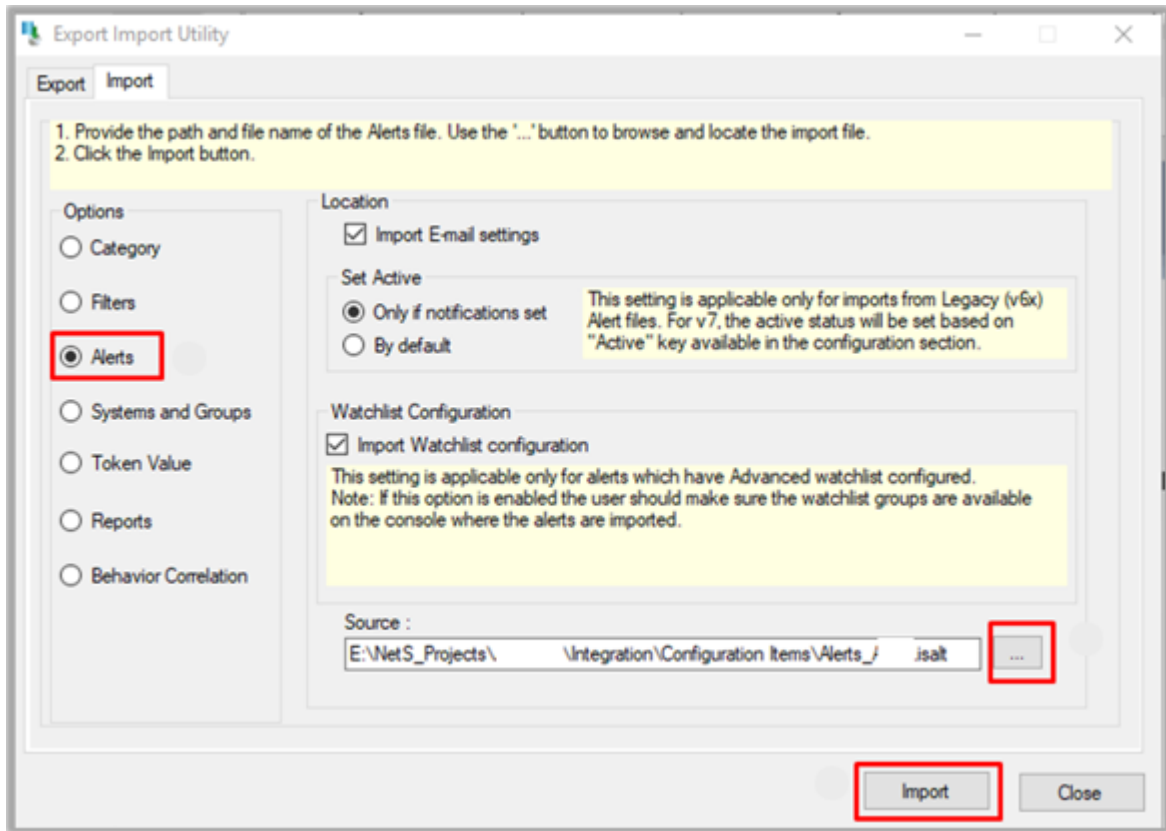 Export Import Utility
Export Import
1. Provide the path and file name of the Alerts file. Use the '...' button to browse and locate the import file.
2. Click the Import button.
Options
Category
Filters
Alerts
Systems and Groups
Token Value
Reports
Behavior Correlation
Location
Import E-mail settings
Set Active
Only if notifications set
By default
This setting is applicable only for imports from Legacy (v6x)
Alert files. For v7, the active status will be set based on
"Active" key available in the configuration section.
Watchlist Configuration
Import Watchlist configuration
This setting is applicable only for alerts which have Advanced watchlist configured.
Note: If this option is enabled the user should make sure the watchlist groups are available
on the console where the alerts are imported.
Source :
E:\NetS_Projects\ \Integration\Configuration Items\Alerts_ .isalt
...
Import
Close